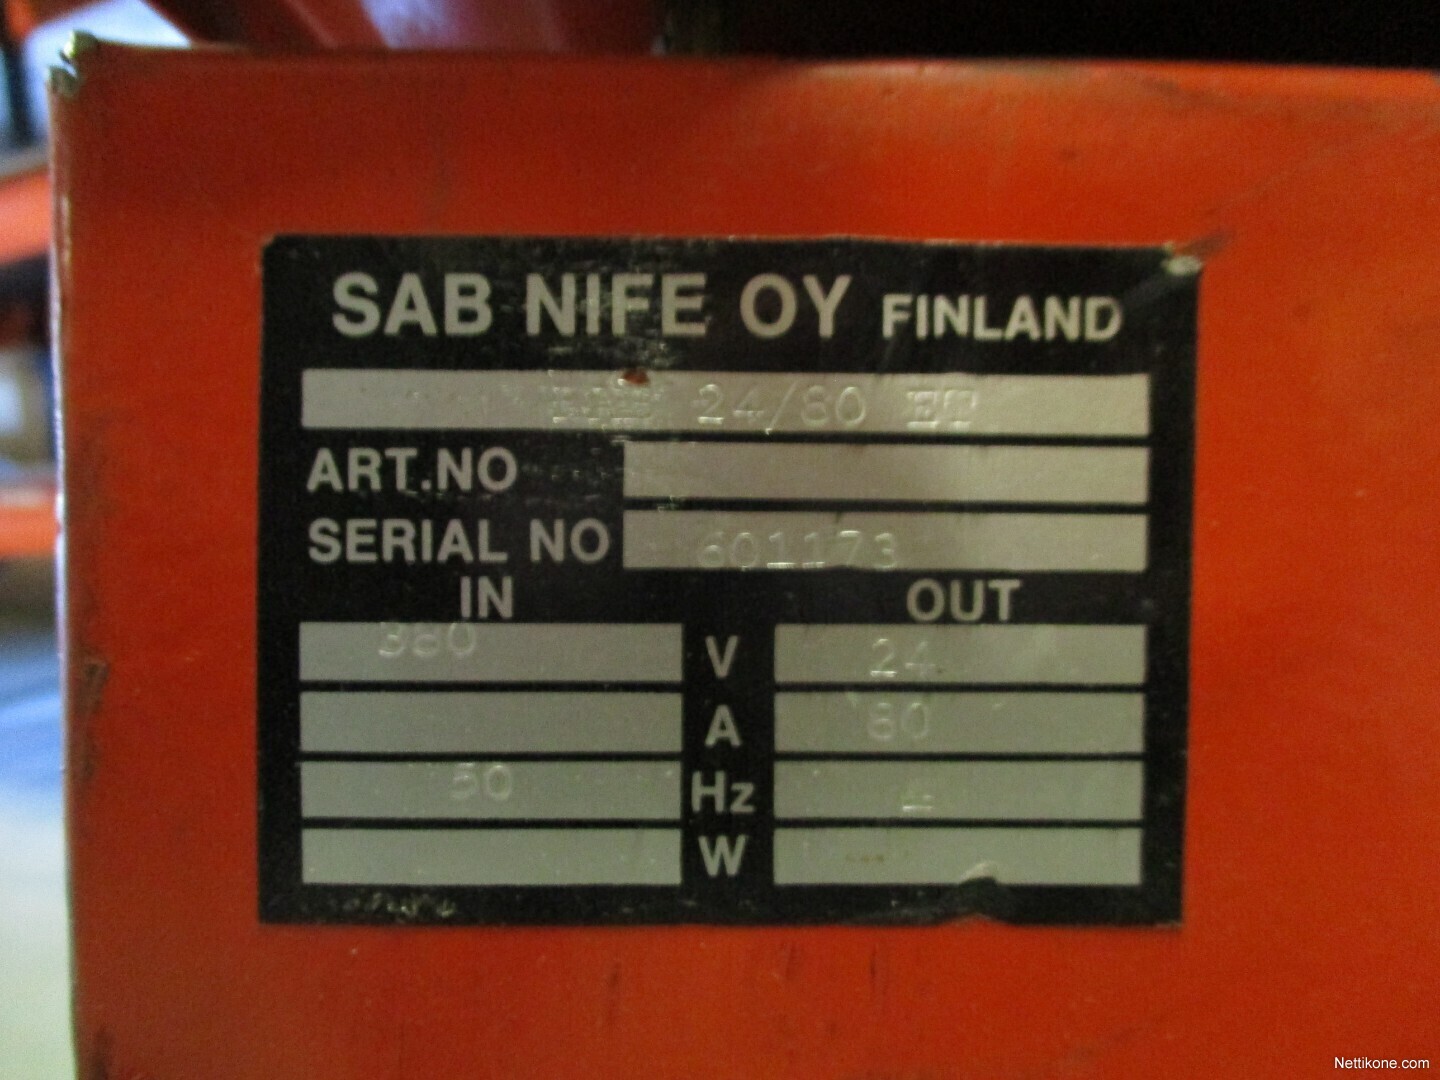 SAB NIFE OY FINLAND
24/80
ART.NO
SERIAL NO 601173
IN OUT
380 V 24
A 80
50 Hz
W
Nettikone.com